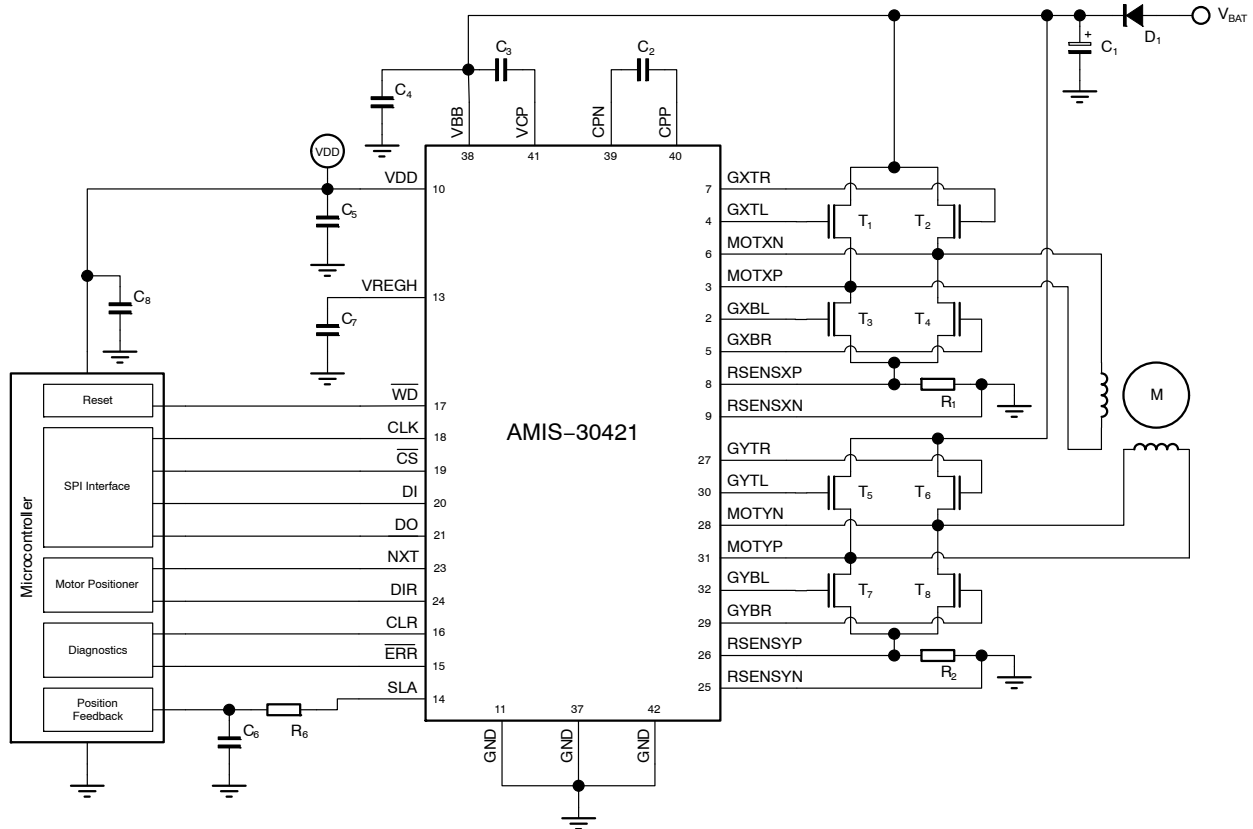 VBAT
D1
C1
+
C3
C2
C4
VBB
VCP
CPN
CPP
38
41
39
40
VDD
VDD
10
C5
C8
VREGH
13
C7
AMIS–30421
Microcontroller
Reset
SPI Interface
Motor Positioner
Diagnostics
Position
Feedback
WD
17
CLK
18
CS
19
DI
20
DO
21
NXT
23
DIR
24
CLR
16
ERR
15
SLA
14
C6
R6
11
37
42
GND
GND
GND
7
GXTR
4
GXTL
T1
T2
6
MOTXN
3
MOTXP
2
GXBL
T3
T4
5
GXBR
8
RSENSXP
R1
9
RSENSXN
M
27
GYTR
30
GYTL
T5
T6
28
MOTYN
31
MOTYP
32
GYBL
T7
T8
29
GYBR
26
RSENSYP
R2
25
RSENSYN